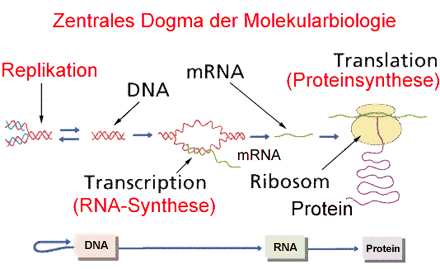 Zentrales Dogma der Molekularbiologie
Replikation
DNA
mRNA
Translation
(Proteinsynthese)
mRNA
Transcription
(RNA-Synthese)
Ribosom
Protein
DNA
RNA
Protein